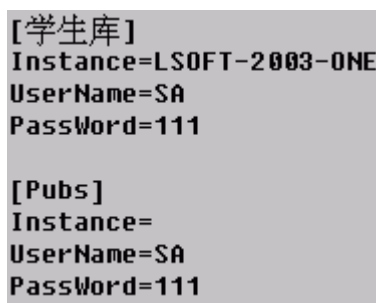 [学生库]
Instance=LSOFT-2003-ONE
UserName=SA
PassWord=111
[Pubs]
Instance=
UserName=SA
PassWord=111